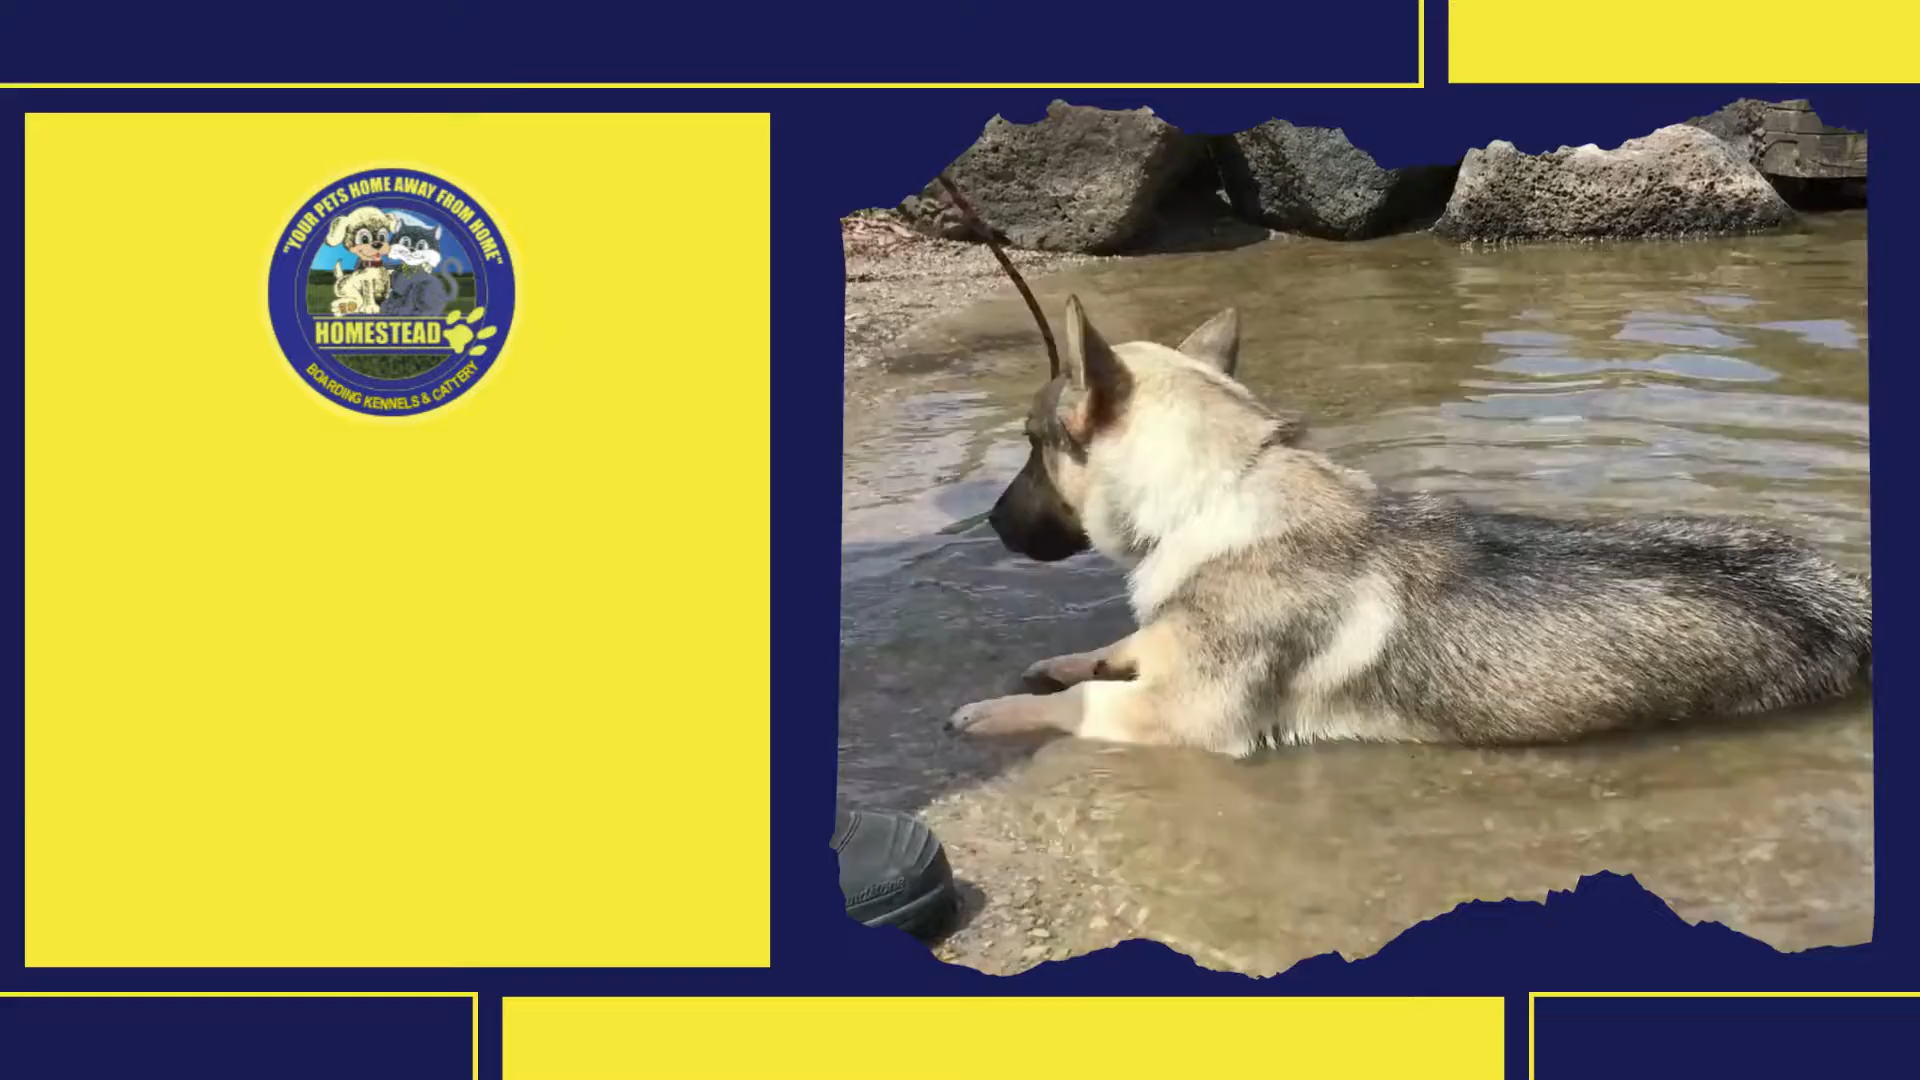 "YOUR PETS HOME AWAY FROM HOME"
HOMESTEAD
BOARDING KENNELS & CATTERY